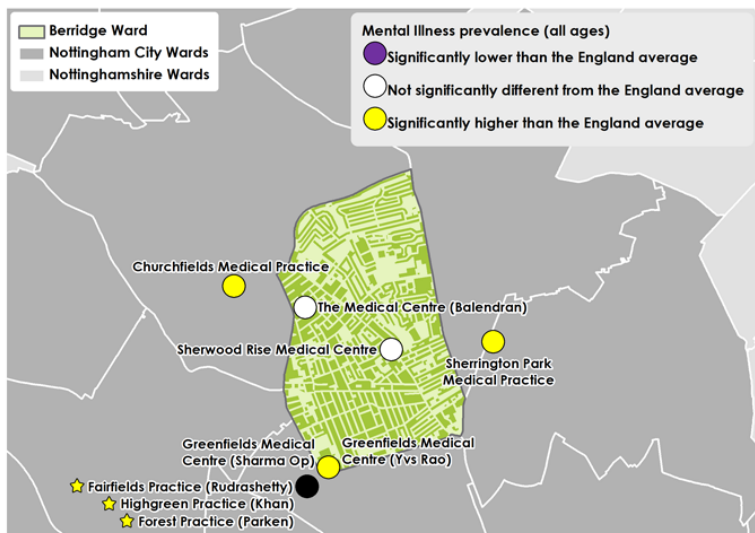 Berridge Ward
Nottingham City Wards
Nottinghamshire Wards
Mental Illness prevalence (all ages)
Significantly lower than the England average
Not significantly different from the England average
Significantly higher than the England average
Churchfields Medical Practice
The Medical Centre (Balendran)
Sherwood Rise Medical Centre
Sherrington Park
Medical Practice
Greenfields Medical
Centre (Sharma Op)
Greenfields Medical
Centre (Yvs Rao)
Fairfields Practice (Rudrashetty)
Highgreen Practice (Khan)
Forest Practice (Parken)